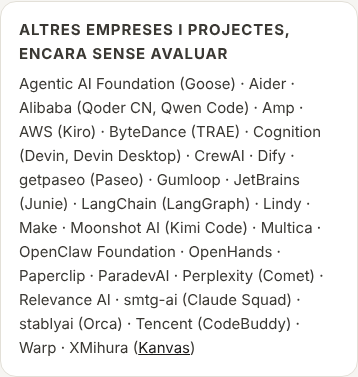 ALTRES EMPRESES I PROJECTES,
ENCARA SENSE AVALUAR
Agentic AI Foundation (Goose) · Aider ·
Alibaba (Qoder CN, Qwen Code) · Amp ·
AWS (Kiro) · ByteDance (TRAE) · Cognition
(Devin, Devin Desktop) · CrewAI · Dify ·
getpaseo (Paseo) · Gumloop · JetBrains
(Junie) · LangChain (LangGraph) · Lindy ·
Make · Moonshot AI (Kimi Code) · Multica ·
OpenClaw Foundation · OpenHands ·
Paperclip · ParadevAI · Perplexity (Comet) ·
Relevance AI · smtg-ai (Claude Squad) ·
stablyai (Orca) · Tencent (CodeBuddy) ·
Warp · XMihura (Kanvas)